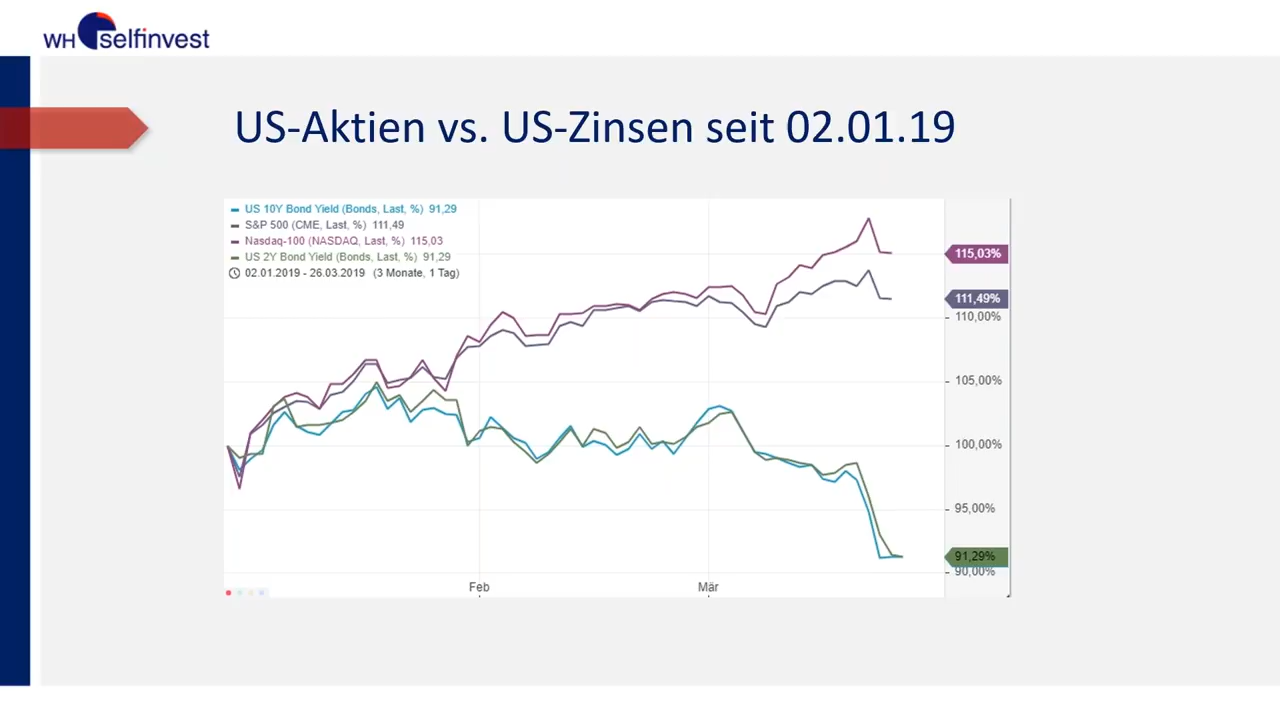 WH selfinvest
US-Aktien vs. US-Zinsen seit 02.01.19
US 10Y Bond Yield (Bonds, Last, %) 91,29
S&P 500 (CME, Last, %) 111,49
Nasdaq-100 (NASDAQ, Last, %) 115,03
US 2Y Bond Yield (Bonds, Last, %) 91,29
02.01.2019 - 26.03.2019 (3 Monate, 1 Tag)
115,03%
111,49%
110,00%
105,00%
100,00%
95,00%
91,29%
90,00%
Feb Mär